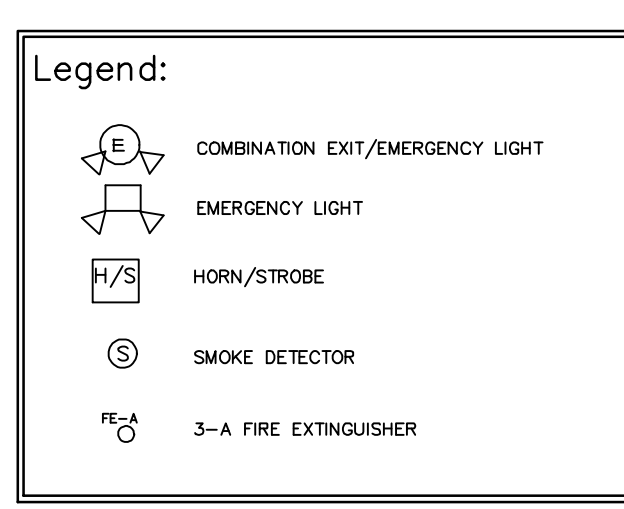 Legend:
E COMBINATION EXIT/EMERGENCY LIGHT
EMERGENCY LIGHT
H/S HORN/STROBE
S SMOKE DETECTOR
FE-A 3-A FIRE EXTINGUISHER